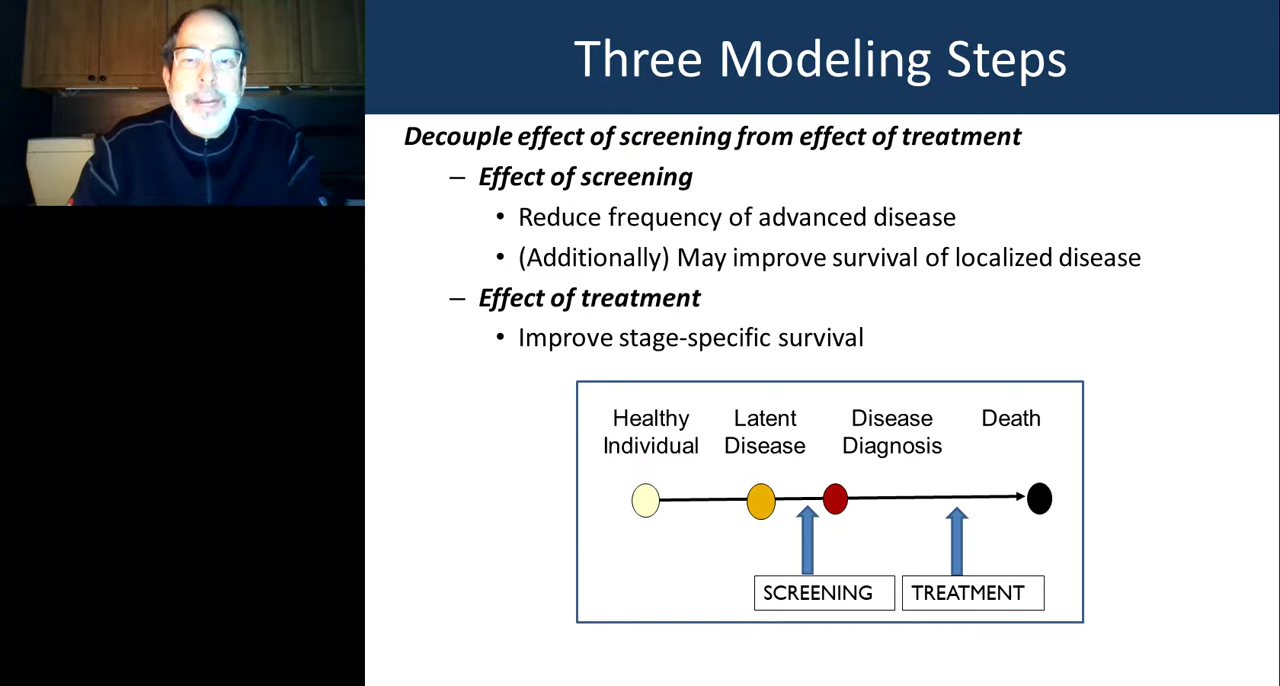 Three Modeling Steps
Decouple effect of screening from effect of treatment
– Effect of screening
• Reduce frequency of advanced disease
• (Additionally) May improve survival of localized disease
– Effect of treatment
• Improve stage-specific survival
Healthy Individual
Latent Disease
Disease Diagnosis
Death
SCREENING
TREATMENT